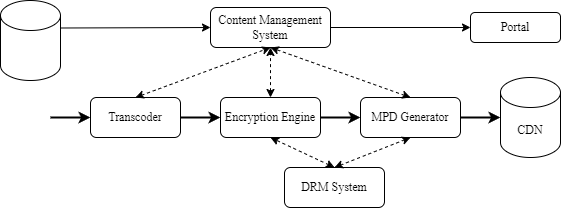 Content Management
System
Portal
Transcoder
Encryption Engine
MPD Generator
CDN
DRM System